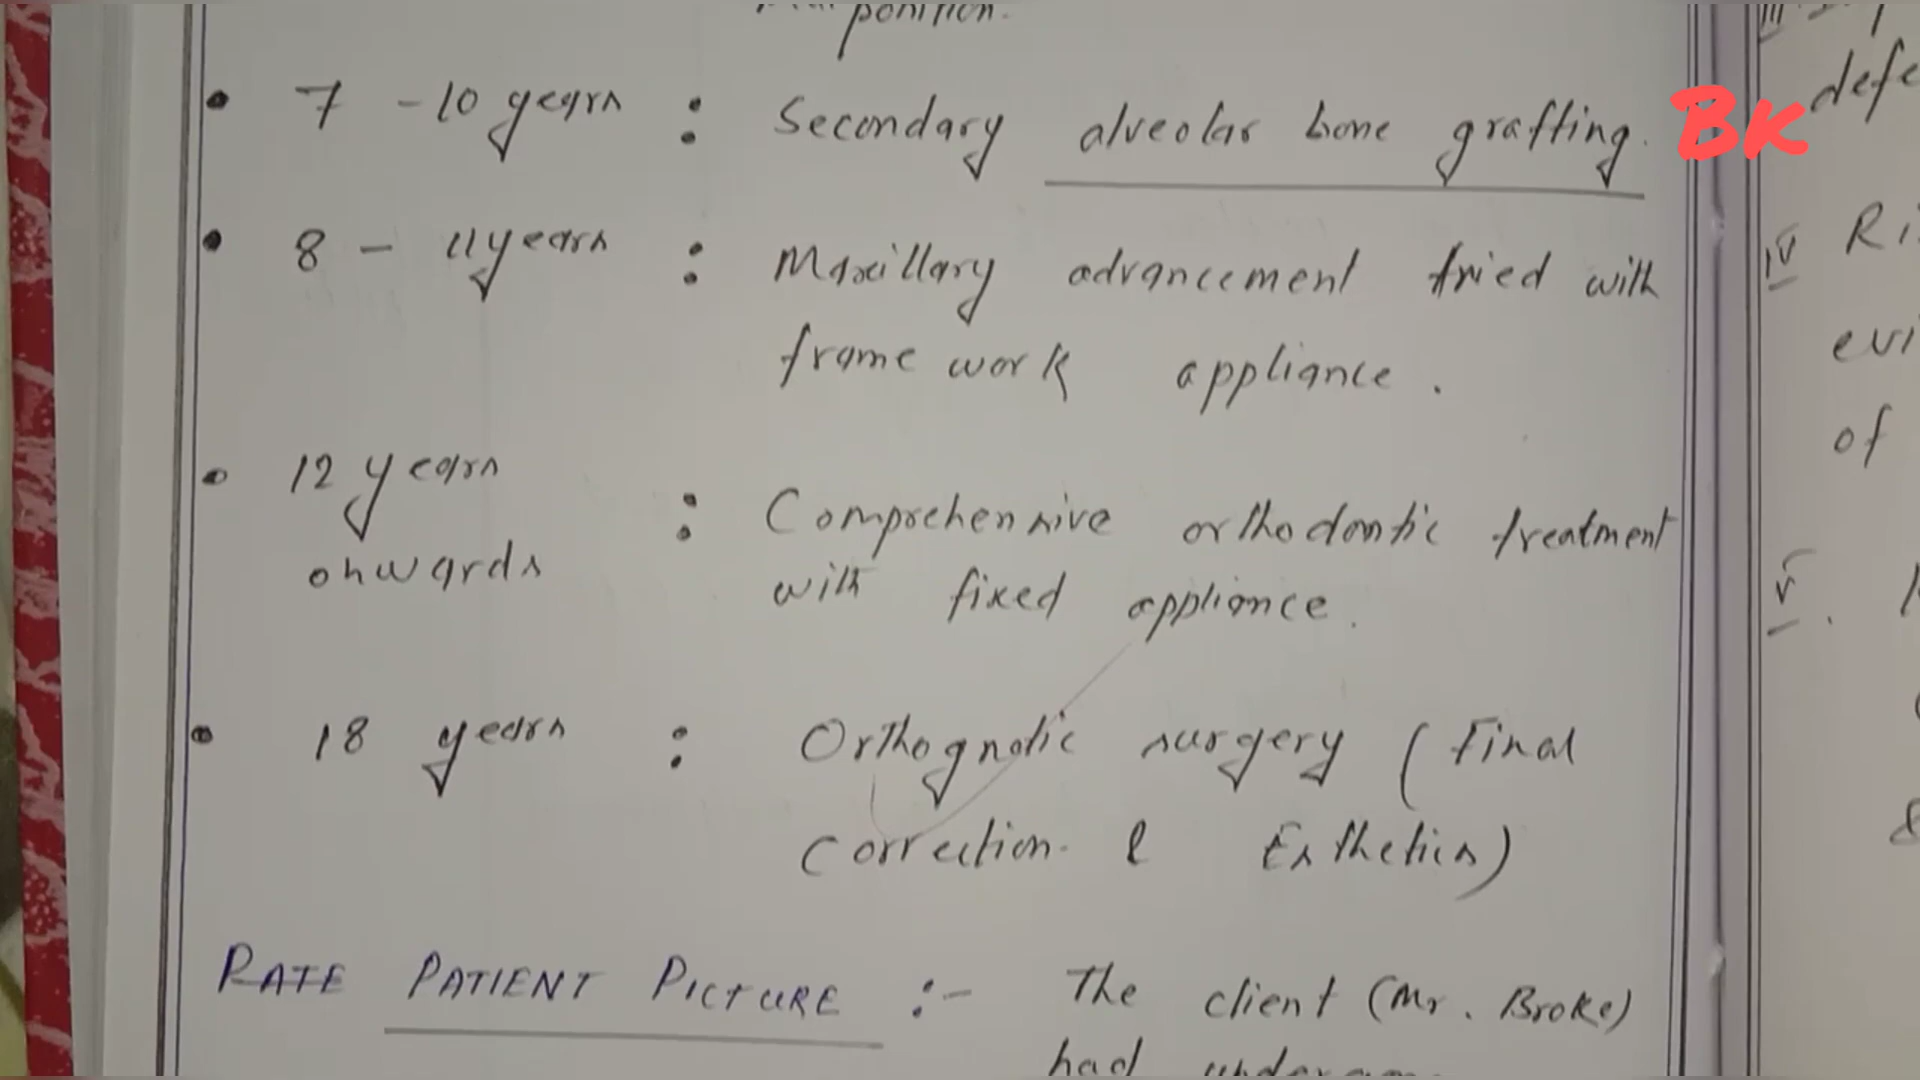 position.
• 7 - 10 years : Secondary alveolar bone grafting.
• 8 - 11 years : Maxillary advancement tried with
frame work appliance.
• 12 years
onwards : Comprehensive orthodontic treatment
with fixed appliance.
• 18 years : Orthognatic surgery ( Final
Correction & Esthetics)
RATE PATIENT PICTURE :- The client (Mr. Broke)
had
BK
iii
defe
iv Ri
evi
of
v.
&